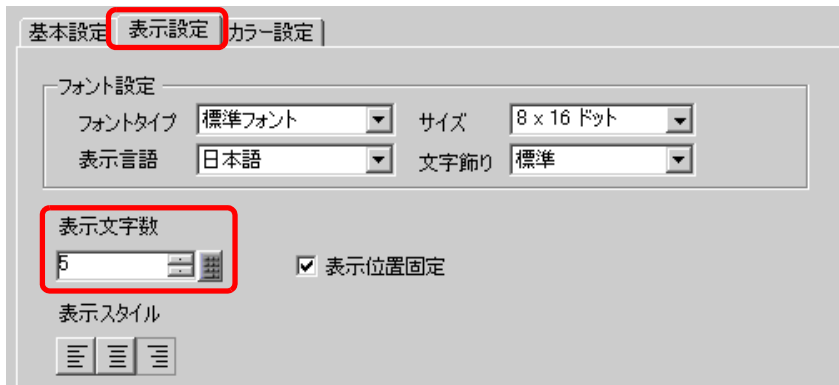 基本設定 表示設定 カラー設定
フォント設定
フォントタイプ 標準フォント サイズ 8 x 16 ドット
表示言語 日本語 文字飾り 標準
表示文字数
5 表示位置固定
表示スタイル